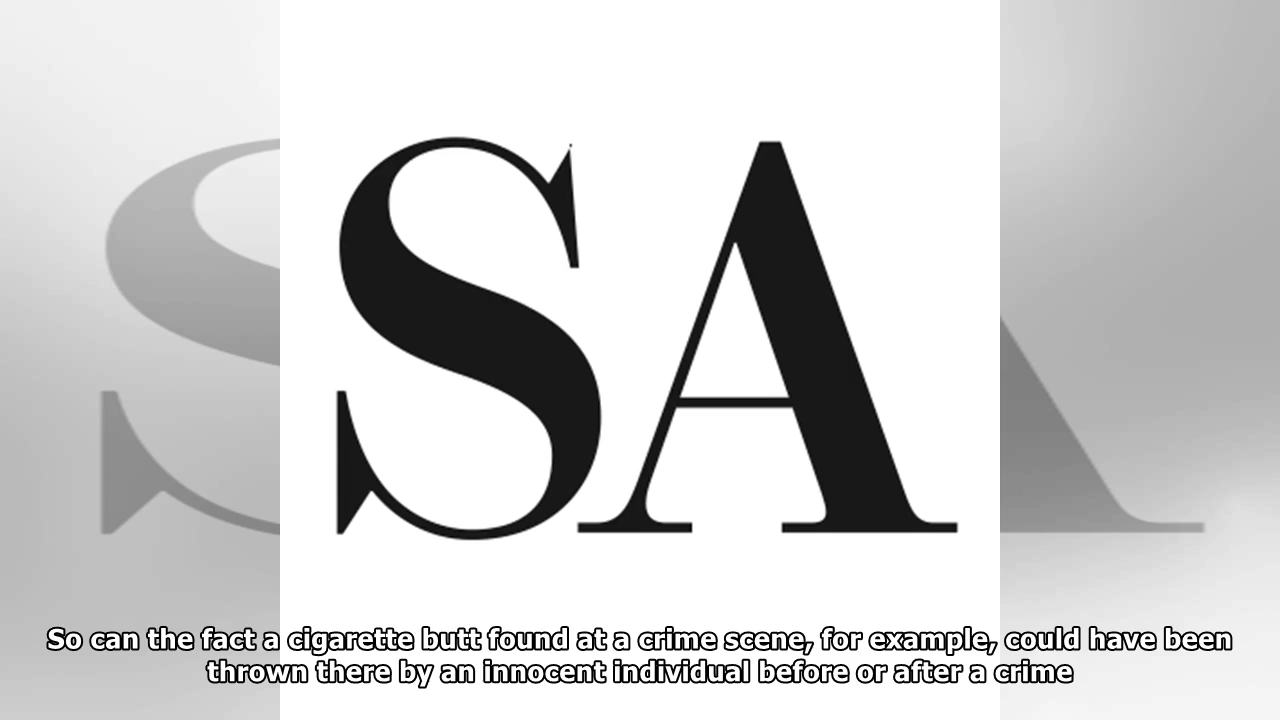 SA
So can the fact a cigarette butt found at a crime scene, for example, could have been
thrown there by an innocent individual before or after a crime